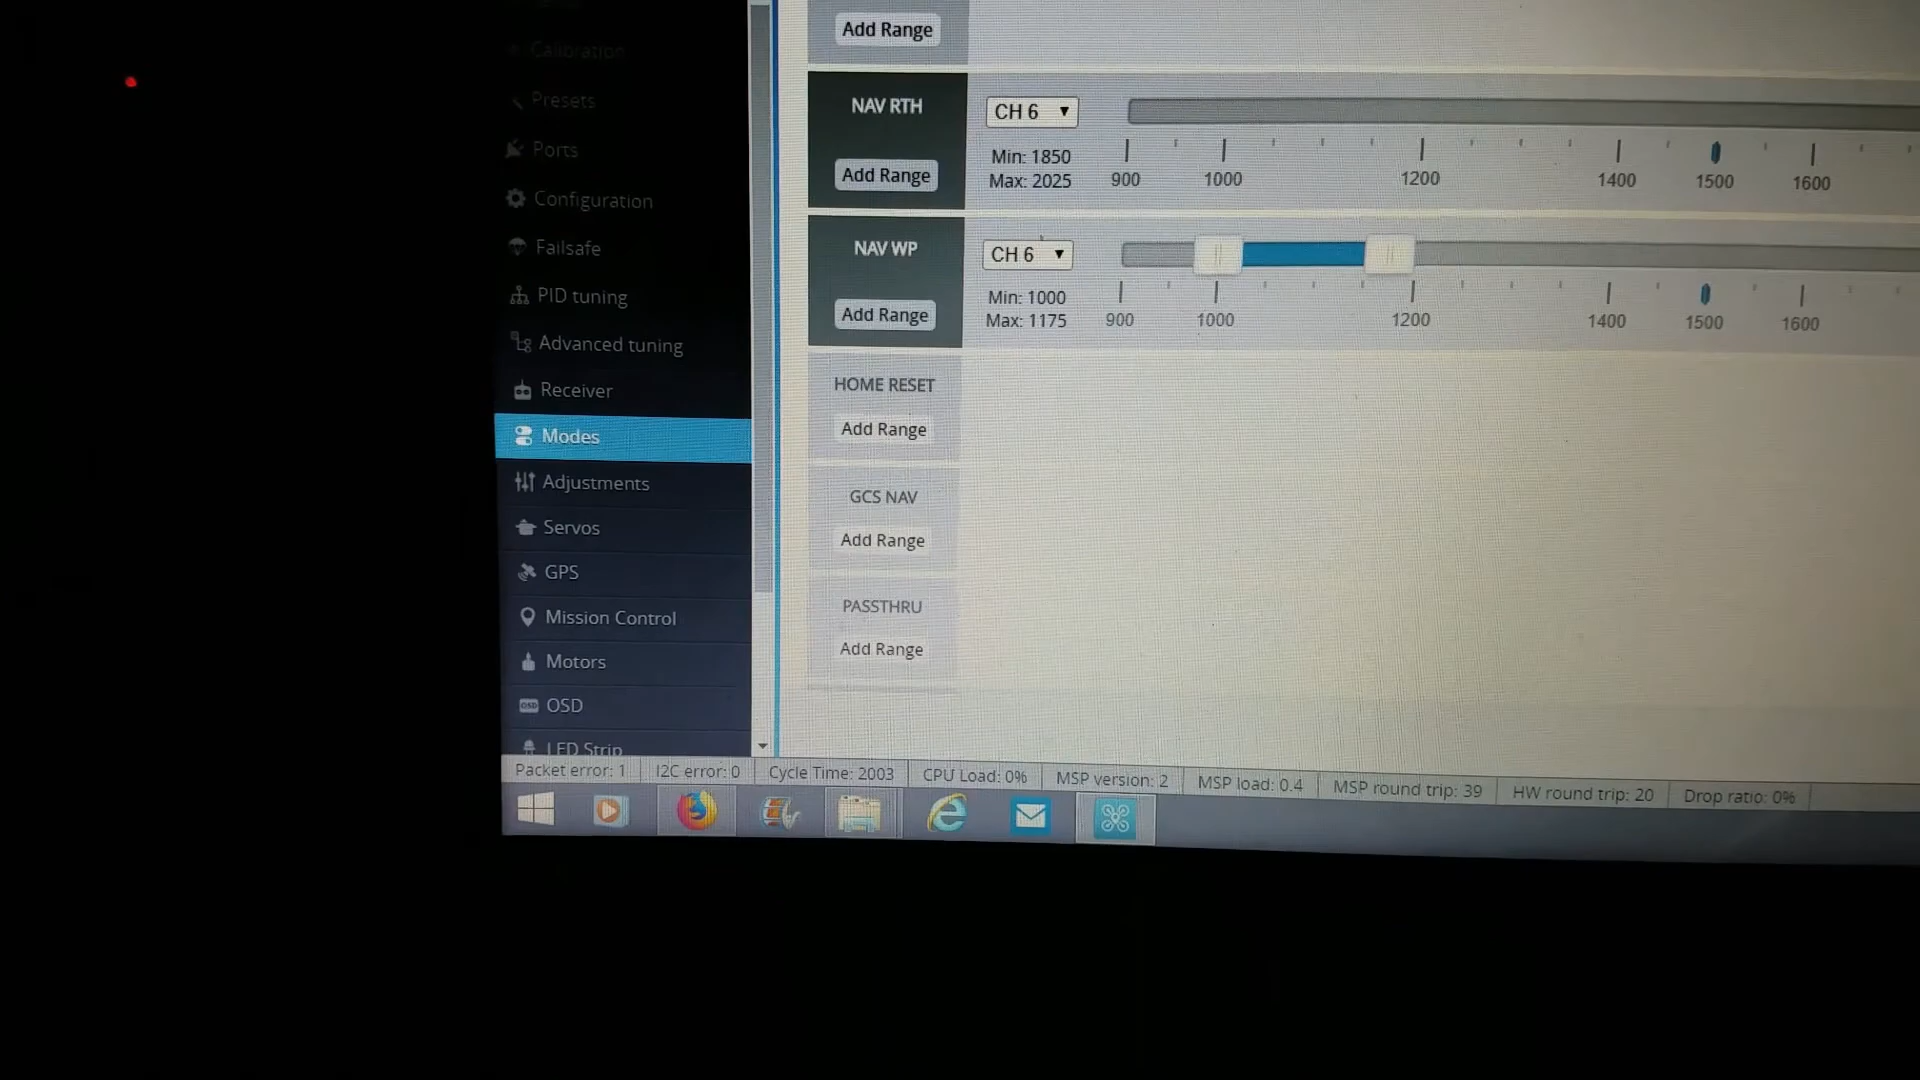 Calibration
Presets
Ports
Configuration
Failsafe
PID tuning
Advanced tuning
Receiver
Modes
Adjustments
Servos
GPS
Mission Control
Motors
OSD
LED Strip
Add Range
NAV RTH
Add Range
CH 6
Min: 1850
Max: 2025
900 1000 1200 1400 1500 1600
NAV WP
Add Range
CH 6
Min: 1000
Max: 1175
900 1000 1200 1400 1500 1600
HOME RESET
Add Range
GCS NAV
Add Range
PASSTHRU
Add Range
Packet error: 1 I2C error: 0 Cycle Time: 2003 CPU Load: 0% MSP version: 2 MSP load: 0.4 MSP round trip: 39 HW round trip: 20 Drop ratio: 0%